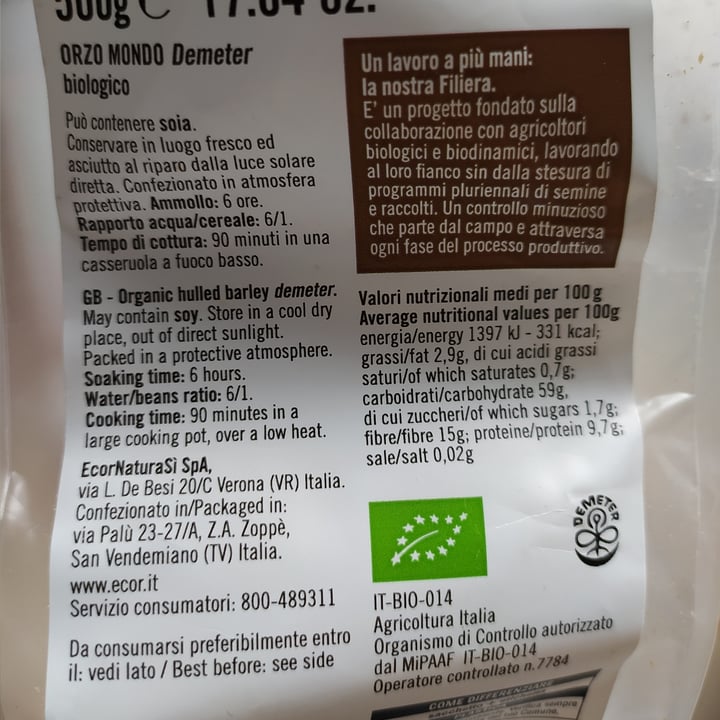 500g ℮ 17.64 oz.
ORZO MONDO Demeter
biologico
Può contenere soia.
Conservare in luogo fresco ed
asciutto al riparo dalla luce solare
diretta. Confezionato in atmosfera
protettiva. Ammollo: 6 ore.
Rapporto acqua/cereale: 6/1.
Tempo di cottura: 90 minuti in una
casseruola a fuoco basso.
GB - Organic hulled barley demeter.
May contain soy. Store in a cool dry
place, out of direct sunlight.
Packed in a protective atmosphere.
Soaking time: 6 hours.
Water/beans ratio: 6/1.
Cooking time: 90 minutes in a
large cooking pot, over a low heat.
EcorNaturaSì SpA,
via L. De Besi 20/C Verona (VR) Italia.
Confezionato in/Packaged in:
via Palù 23-27/A, Z.A. Zoppè,
San Vendemiano (TV) Italia.
www.ecor.it
Servizio consumatori: 800-489311
Da consumarsi preferibilmente entro
il: vedi lato / Best before: see side
Un lavoro a più mani:
la nostra Filiera.
E' un progetto fondato sulla
collaborazione con agricoltori
biologici e biodinamici, lavorando
al loro fianco sin dalla stesura di
programmi pluriennali di semine
e raccolti. Un controllo minuzioso
che parte dal campo e attraversa
ogni fase del processo produttivo.
Valori nutrizionali medi per 100 g
Average nutritional values per 100g
energia/energy 1397 kJ - 331 kcal;
grassi/fat 2,9g, di cui acidi grassi
saturi/of which saturates 0,7g;
carboidrati/carbohydrate 59g,
di cui zuccheri/of which sugars 1,7g;
fibre/fibre 15g; proteine/protein 9,7g;
sale/salt 0,02g
DEMETER
IT-BIO-014
Agricoltura Italia
Organismo di Controllo autorizzato
dal MiPAAF IT-BIO-014
Operatore controllato n.7784
COME DIFFERENZIARE
sacchetto +
Verifica sempre
Comune.